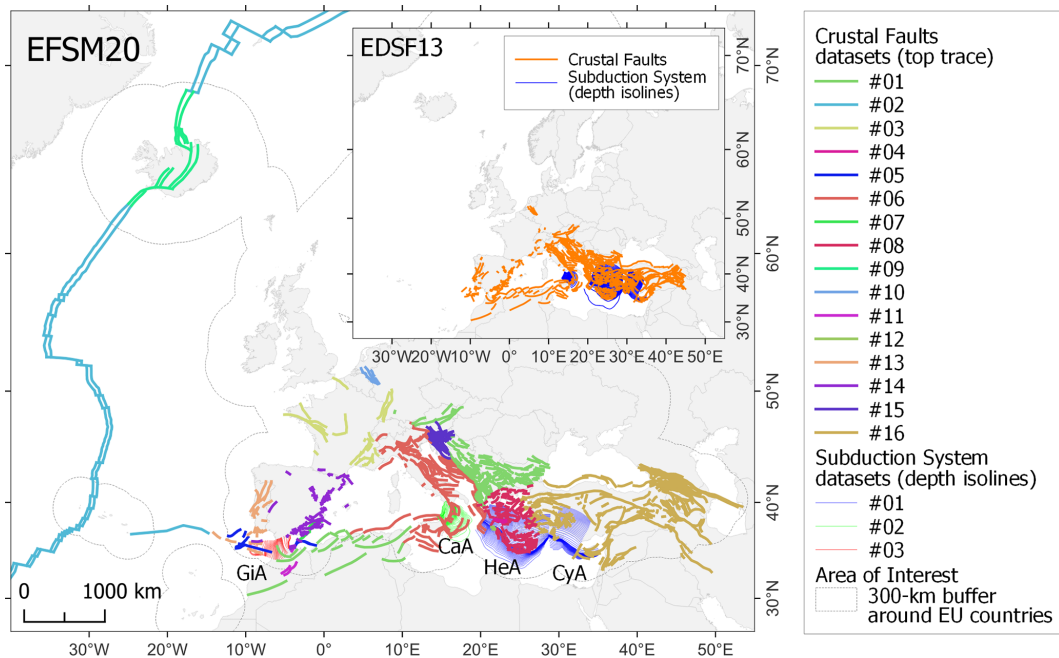 EFSM20
EDSF13
Crustal Faults
Subduction System
(depth isolines)
70°N
60°N
50°N
40°N
30°N
30°W
20°W
10°W
0°
10°E
20°E
30°E
40°E
50°E
70°N
60°N
50°N
40°N
30°N
GiA
CaA
HeA
CyA
0
1000 km
30°W
20°W
10°W
0°
10°E
20°E
30°E
40°E
50°E
Crustal Faults
datasets (top trace)
#01
#02
#03
#04
#05
#06
#07
#08
#09
#10
#11
#12
#13
#14
#15
#16
Subduction System
datasets (depth isolines)
#01
#02
#03
Area of Interest
300-km buffer
around EU countries